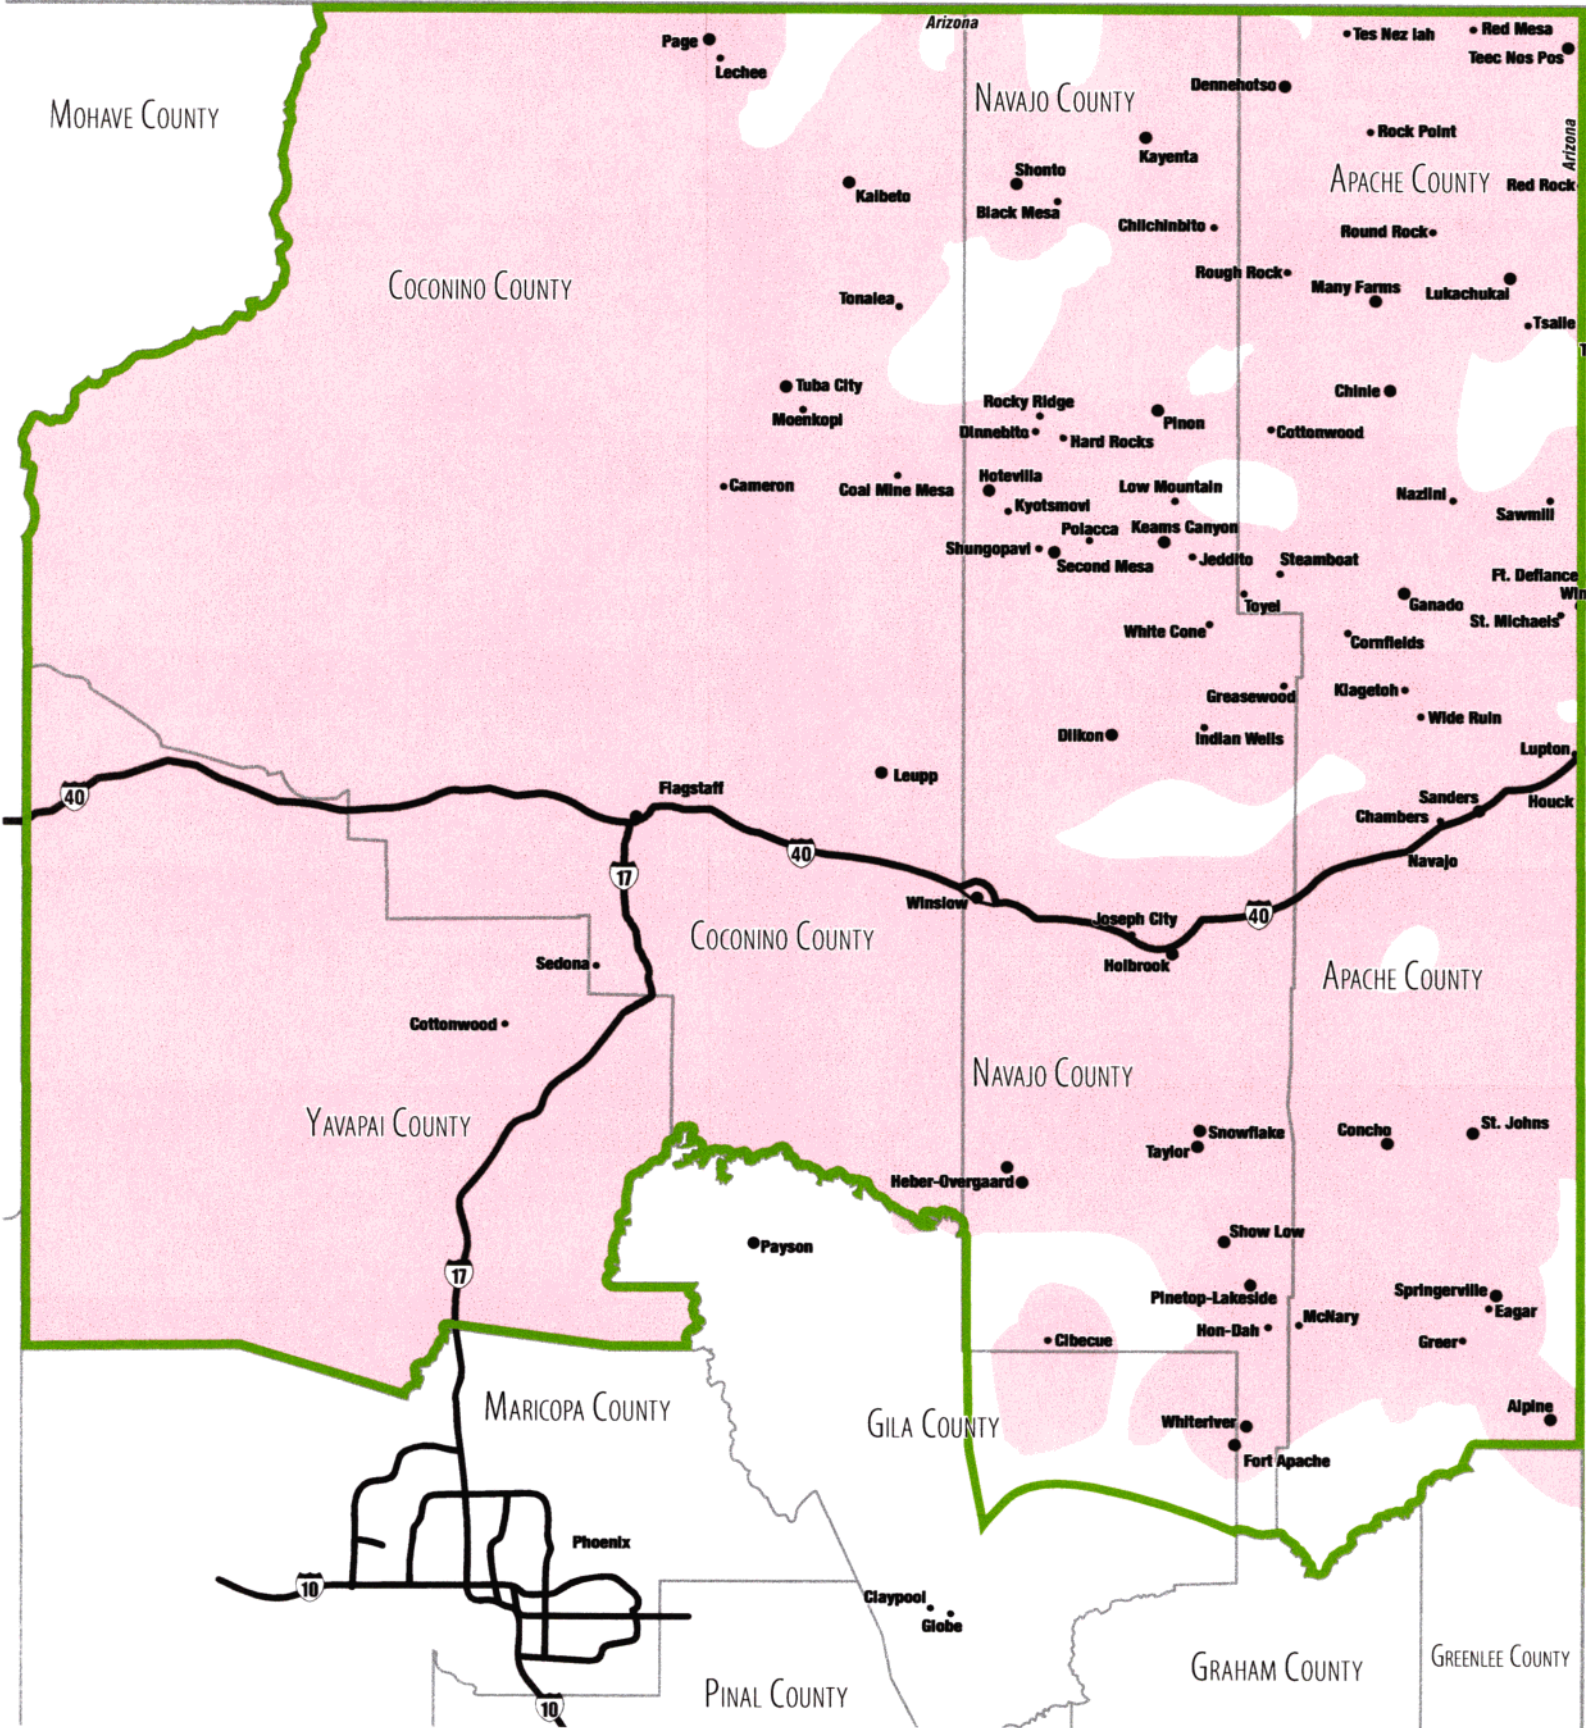 Arizona
Page
Lechee
Tes Nez Iah
Red Mesa
Teec Nos Pos
MOHAVE COUNTY
NAVAJO COUNTY
Dennehotso
Arizona
Rock Point
Kayenta
Shonto
APACHE COUNTY
Red Rock
Kaibeto
Black Mesa
Chilchinbito
Round Rock
COCONINO COUNTY
Rough Rock
Many Farms
Lukachukai
Tonalea
Tsaile
Tuba City
Moenkopi
Chinle
Rocky Ridge
Pinon
Dinnebito
Hard Rocks
Cottonwood
Cameron
Coal Mine Mesa
Hotevilla
Kyotsmovi
Low Mountain
Nazlini
Sawmill
Polacca
Keams Canyon
Shungopavi
Second Mesa
Jeddito
Steamboat
Ft. Defiance
Win
Toyei
Ganado
St. Michaels
White Cone
Cornfields
Greasewood
Klagetoh
Wide Ruin
Dilkon
Indian Wells
Lupton
Leupp
40
Flagstaff
Sanders
Houck
Chambers
Navajo
40
17
Winslow
Joseph City
40
Holbrook
COCONINO COUNTY
APACHE COUNTY
Sedona
Cottonwood
NAVAJO COUNTY
YAVAPAI COUNTY
Snowflake
Taylor
Concho
St. Johns
Heber-Overgaard
Payson
Show Low
17
Pinetop-Lakeside
Springerville
Eagar
Hon-Dah
McNary
Greer
Cibecue
MARICOPA COUNTY
GILA COUNTY
Whiteriver
Alpine
Fort Apache
Phoenix
10
Claypool
Globe
GRAHAM COUNTY
GREENLEE COUNTY
PINAL COUNTY
10